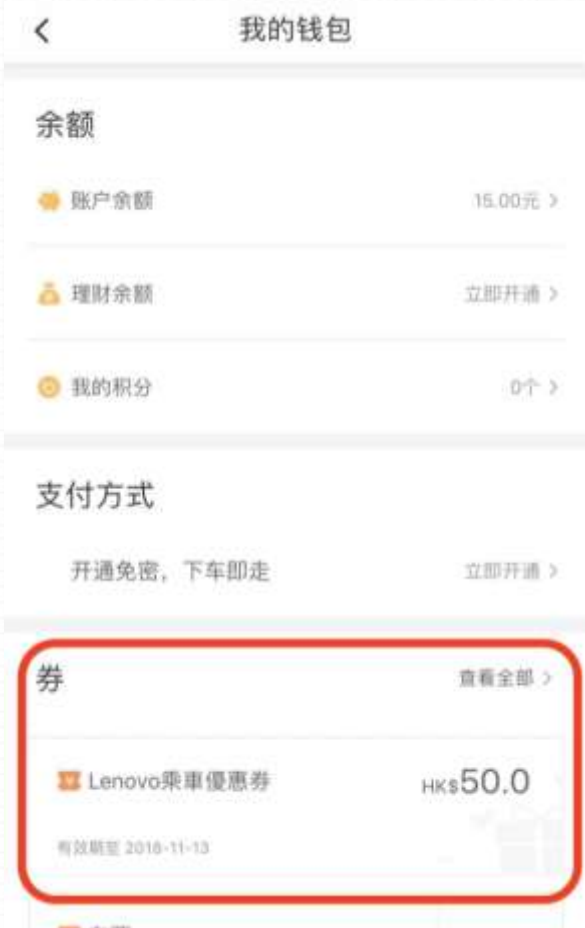 我的钱包
余额
账户余额 15.00元
理财余额 立即开通
我的积分 0个
支付方式
开通免密，下车即走 立即开通
券 查看全部
Lenovo乘車優惠券 HK$50.0
有效期至 2018-11-13